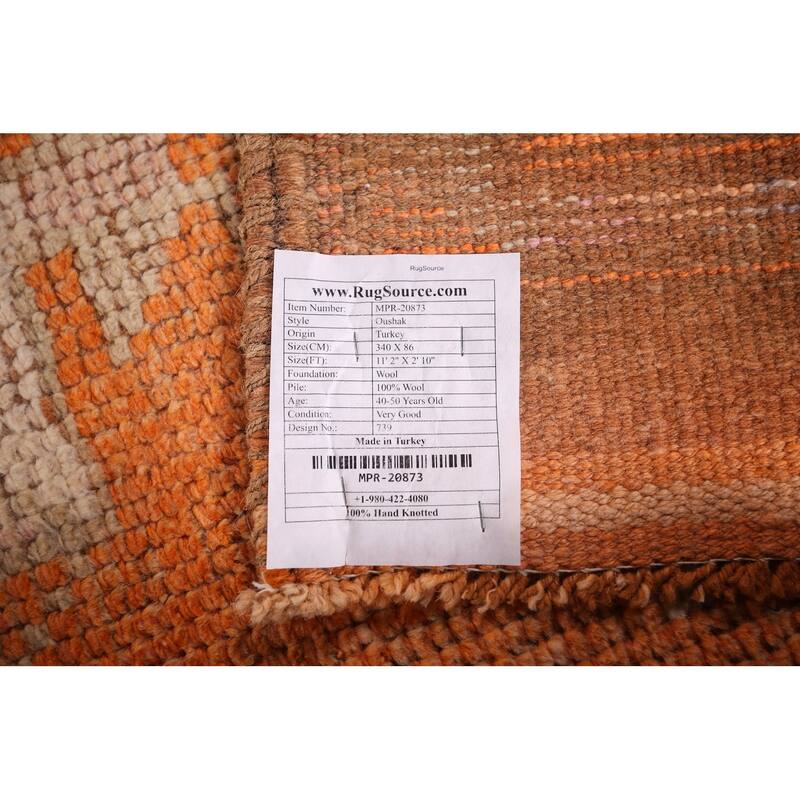 RugSource
www.RugSource.com
Item Number: MPR-20873
Style Oushak
Origin Turkey
Size(CM): 340 X 86
Size(FT): 11' 2" X 2' 10"
Foundation: Wool
Pile: 100% Wool
Age: 40-50 Years Old
Condition: Very Good
Design No.: 739
Made in Turkey
MPR-20873
+1-980-422-4080
100% Hand Knotted